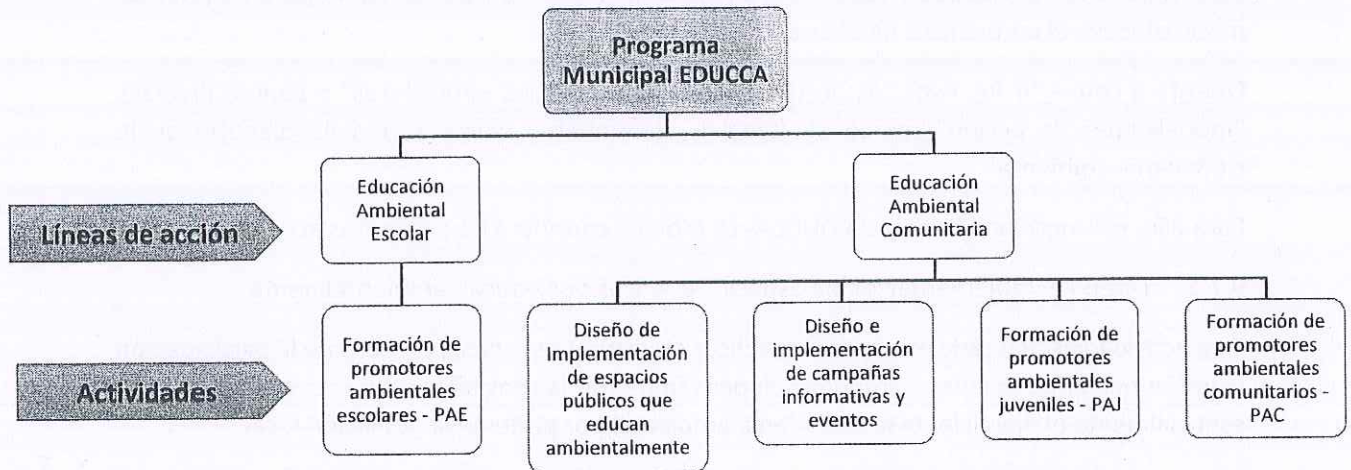 Programa
Municipal EDUCCA
Líneas de acción
Educación
Ambiental
Escolar
Educación
Ambiental
Comunitaria
Actividades
Formación de
promotores
ambientales
escolares - PAE
Diseño de
Implementación
de espacios
públicos que
educan
ambientalmente
Diseño e
implementación
de campañas
informativas y
eventos
Formación de
promotores
ambientales
juveniles - PAJ
Formación de
promotores
ambientales
comunitarios -
PAC